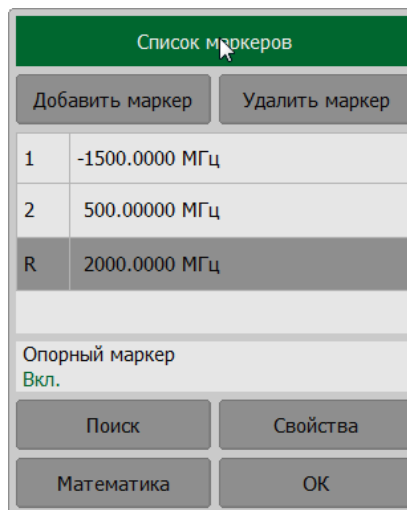 Список маркеров
Добавить маркер Удалить маркер
1 -1500.0000 МГц
2 500.00000 МГц
R 2000.0000 МГц
Опорный маркер
Вкл.
Поиск Свойства
Математика ОК